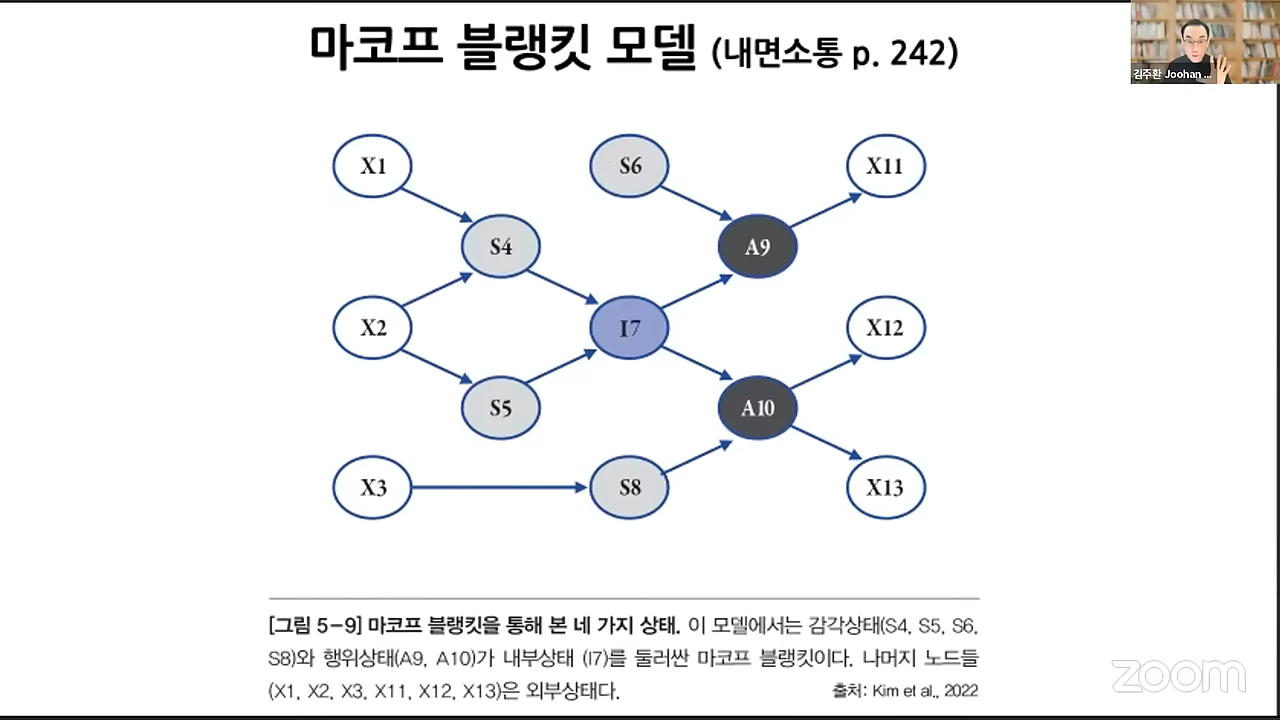 마코프 블랭킷 모델 (내면소통 p. 242)
김주환 Joohan ...
X1
S6
X11
S4
A9
X2
I7
X12
S5
A10
X3
S8
X13
[그림 5-9] 마코프 블랭킷을 통해 본 네 가지 상태. 이 모델에서는 감각상태(S4, S5, S6,
S8)와 행위상태(A9, A10)가 내부상태 (I7)를 둘러싼 마코프 블랭킷이다. 나머지 노드들
(X1, X2, X3, X11, X12, X13)은 외부상태다.
출처: Kim et al., 2022
zoom